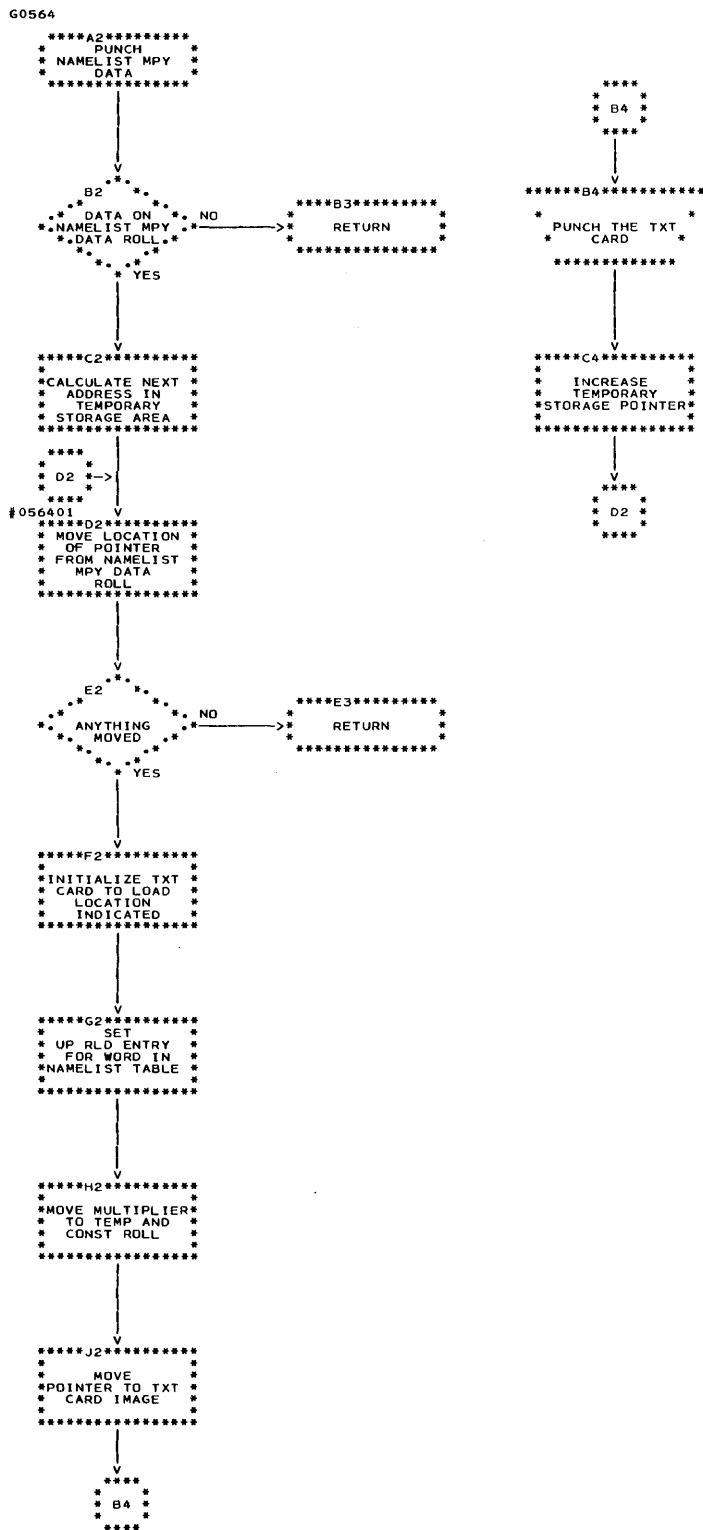 G0564
A2
PUNCH
NAMELIST MPY
DATA
B2
DATA ON
NAMELIST MPY
DATA ROLL
NO
YES
B3
RETURN
C2
CALCULATE NEXT
ADDRESS IN
TEMPORARY
STORAGE AREA
D2
#056401
D2
MOVE LOCATION
OF POINTER
FROM NAMELIST
MPY DATA
ROLL
E2
ANYTHING
MOVED
NO
YES
E3
RETURN
F2
INITIALIZE TXT
CARD TO LOAD
LOCATION
INDICATED
G2
SET
UP RLD ENTRY
FOR WORD IN
NAMELIST TABLE
H2
MOVE MULTIPLIER
TO TEMP AND
CONST ROLL
J2
MOVE
POINTER TO TXT
CARD IMAGE
B4
B4
B4
PUNCH THE TXT
CARD
C4
INCREASE
TEMPORARY
STORAGE POINTER
D2